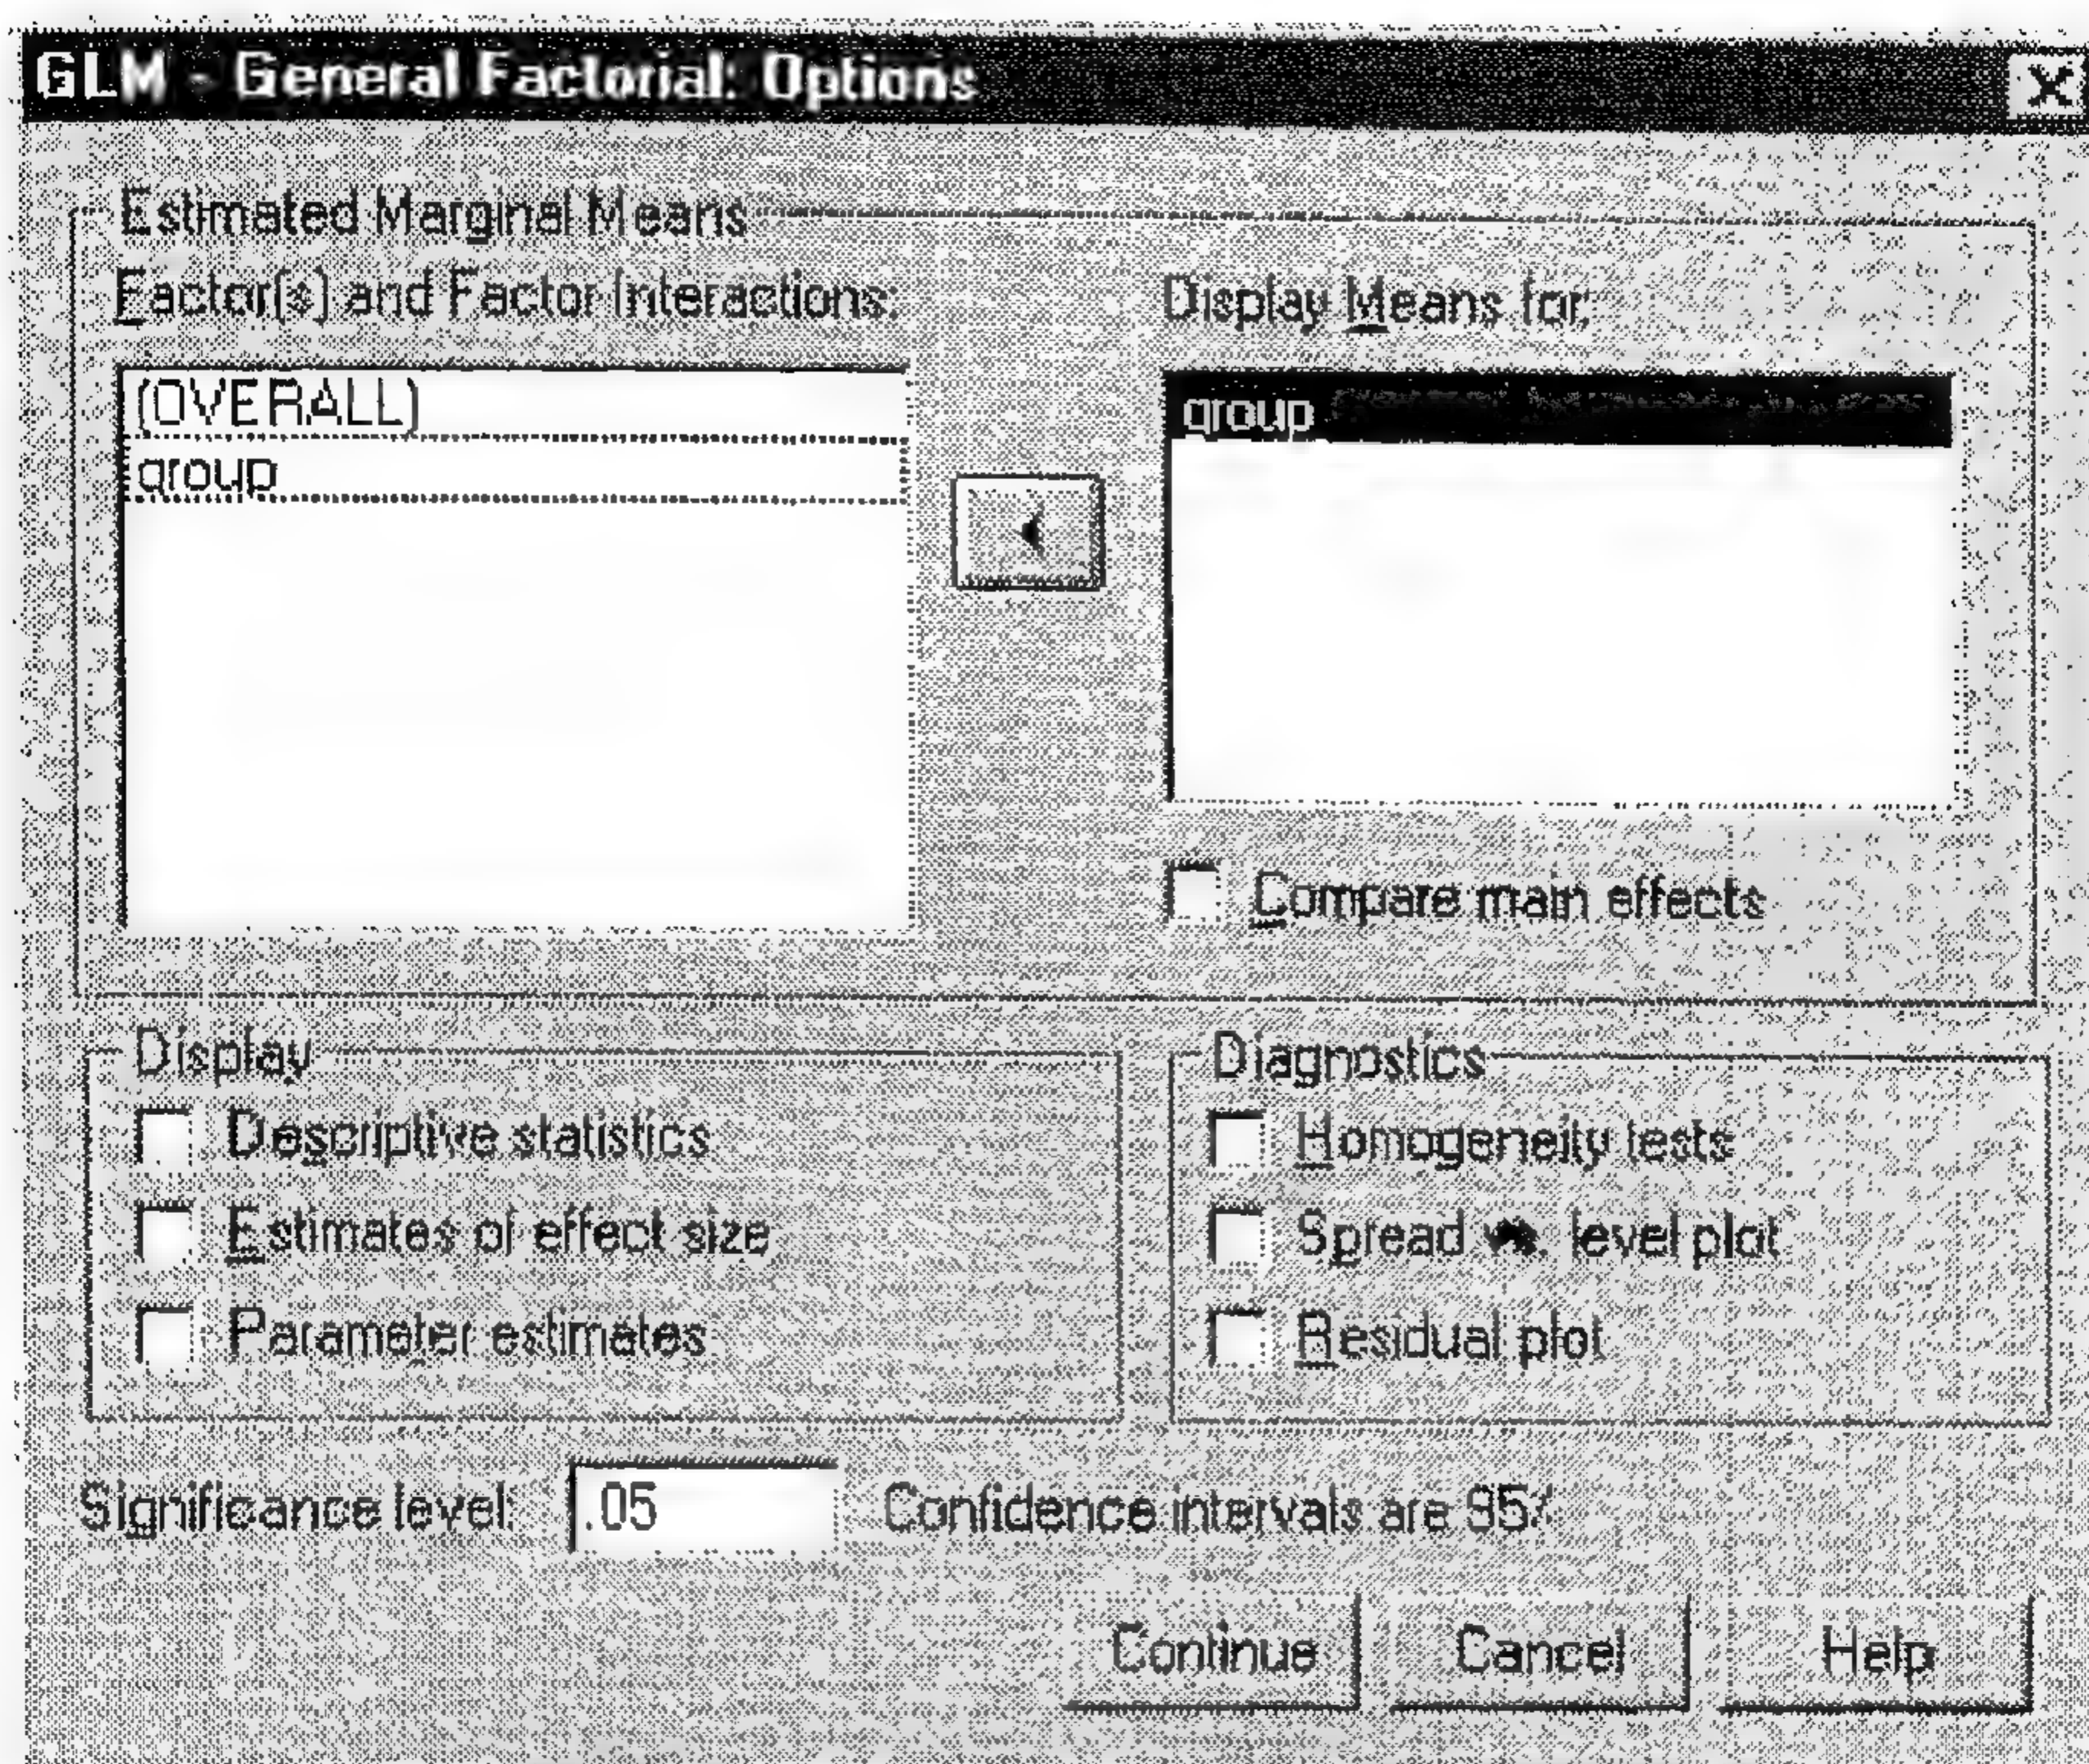 GLM - General Factorial: Options
Estimated Marginal Means
Factor(s) and Factor Interactions:
(OVERALL)
group
Display Means for:
group
Compare main effects
Display
Descriptive statistics
Estimates of effect size
Parameter estimates
Diagnostics
Homogeneity tests
Spread vs. level plot
Residual plot
Significance level: .05 Confidence intervals are 95%
Continue Cancel Help